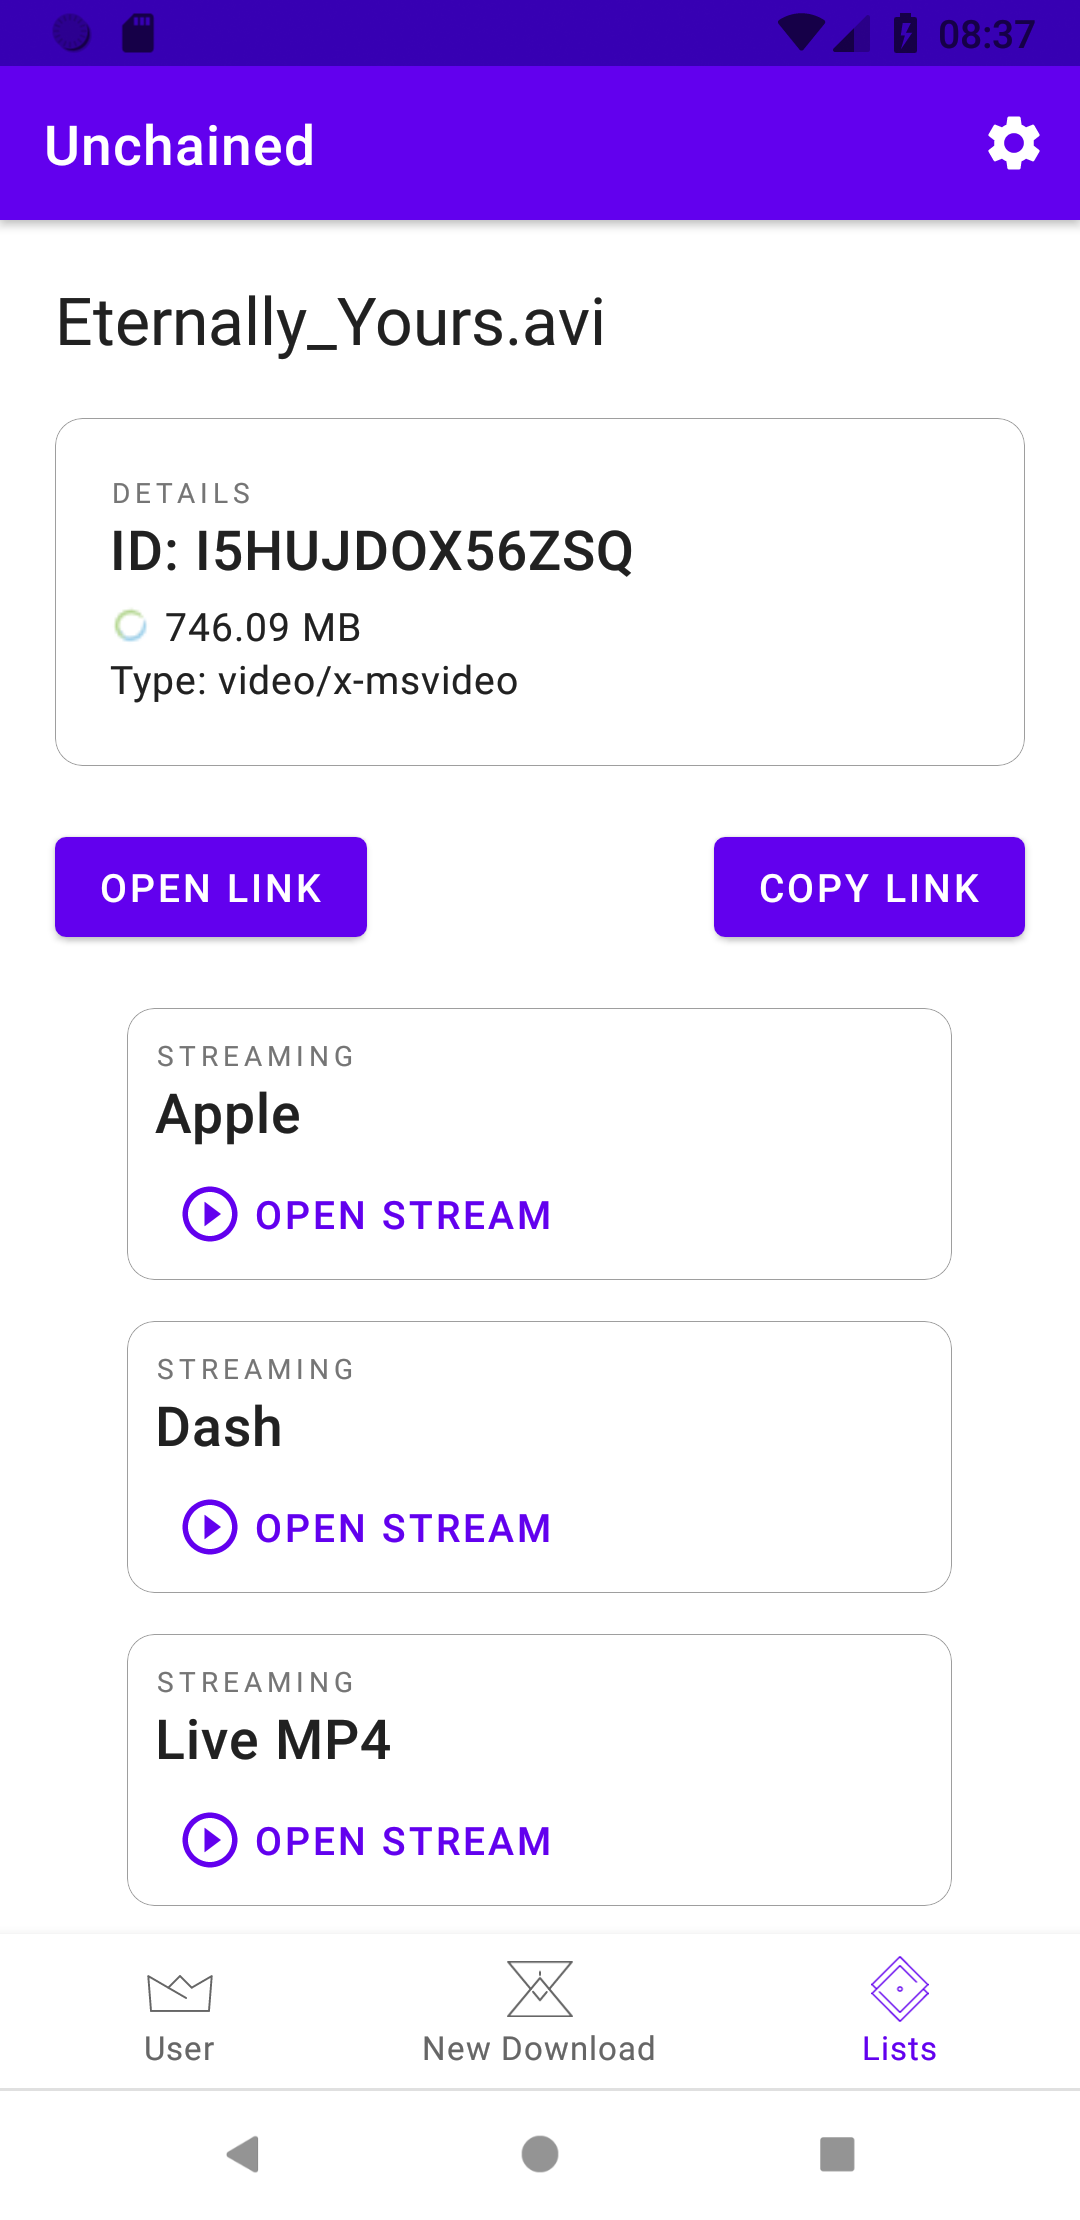 08:37
Unchained
Eternally_Yours.avi
DETAILS
ID: I5HUJDOX56ZSQ
746.09 MB
Type: video/x-msvideo
OPEN LINK
COPY LINK
STREAMING
Apple
OPEN STREAM
STREAMING
Dash
OPEN STREAM
STREAMING
Live MP4
OPEN STREAM
User
New Download
Lists